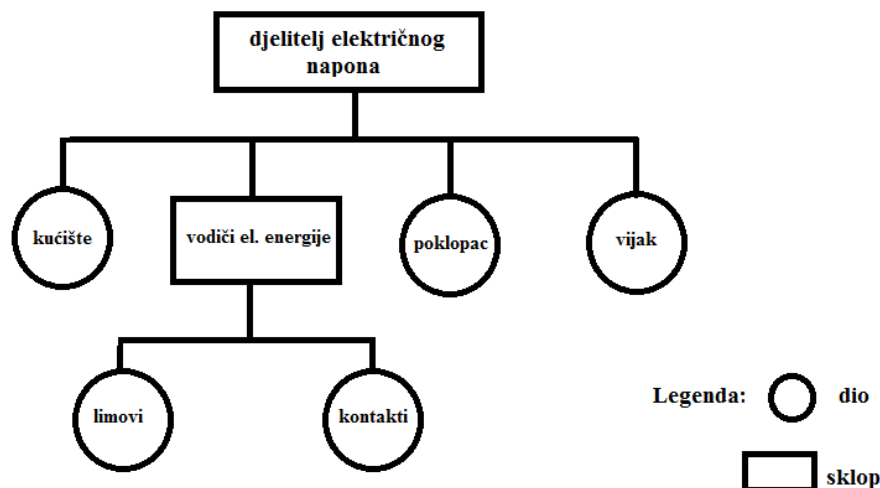 djelitelj električnog
napona
kućište
vodiči el. energije
poklopac
vijak
limovi
kontakti
Legenda:
dio
sklop